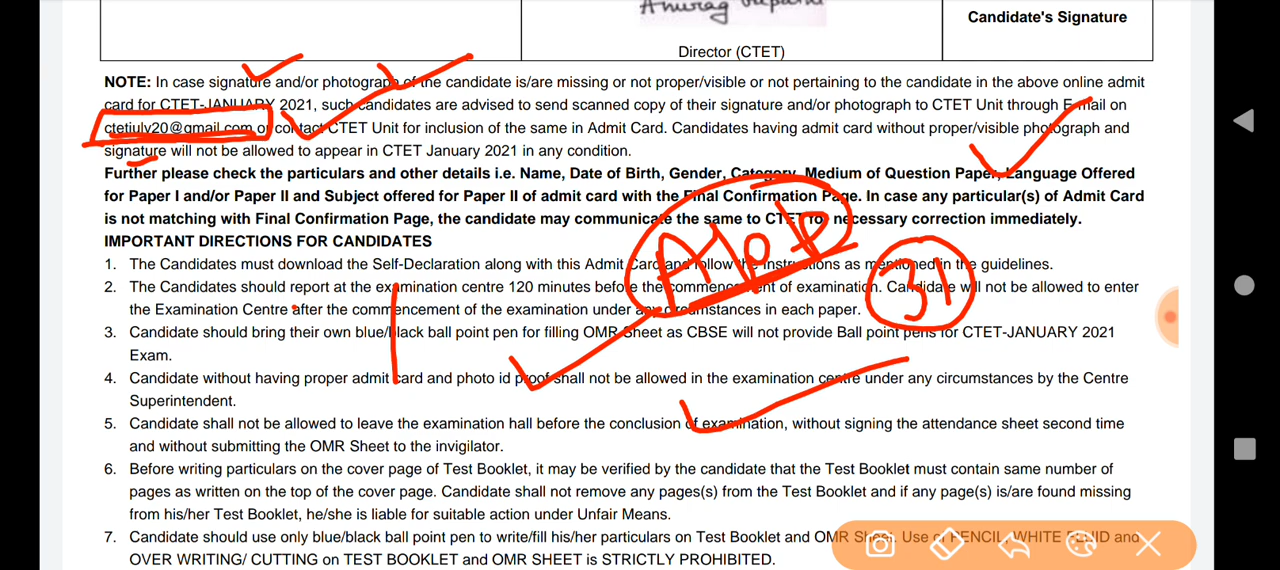 Anurag
Candidate's Signature
Director (CTET)
NOTE: In case signature and/or photograph of the candidate is/are missing or not proper/visible or not pertaining to the candidate in the above online admit
card for CTET-JANUARY 2021, such candidates are advised to send scanned copy of their signature and/or photograph to CTET Unit through E-mail on
ctetjuly20@gmail.com or contact CTET Unit for inclusion of the same in Admit Card. Candidates having admit card without proper/visible photograph and
signature will not be allowed to appear in CTET January 2021 in any condition.
Further please check the particulars and other details i.e. Name, Date of Birth, Gender, Category, Medium of Question Paper, Language Offered
for Paper I and/or Paper II and Subject offered for Paper II of admit card with the Final Confirmation Page. In case any particular(s) of Admit Card
is not matching with Final Confirmation Page, the candidate may communicate the same to CTET for necessary correction immediately.
IMPORTANT DIRECTIONS FOR CANDIDATES
1. The Candidates must download the Self-Declaration along with this Admit Card and follow the Instructions as mentioned in the guidelines.
2. The Candidates should report at the examination centre 120 minutes before the commencement of examination. Candidate will not be allowed to enter
the Examination Centre after the commencement of the examination under any circumstances in each paper.
31
3. Candidate should bring their own blue/black ball point pen for filling OMR Sheet as CBSE will not provide Ball point pens for CTET-JANUARY 2021
Exam.
4. Candidate without having proper admit card and photo id proof shall not be allowed in the examination centre under any circumstances by the Centre
Superintendent.
5. Candidate shall not be allowed to leave the examination hall before the conclusion of examination, without signing the attendance sheet second time
and without submitting the OMR Sheet to the invigilator.
6. Before writing particulars on the cover page of Test Booklet, it may be verified by the candidate that the Test Booklet must contain same number of
pages as written on the top of the cover page. Candidate shall not remove any pages(s) from the Test Booklet and if any page(s) is/are found missing
from his/her Test Booklet, he/she is liable for suitable action under Unfair Means.
7. Candidate should use only blue/black ball point pen to write/fill his/her particulars on Test Booklet and OMR Sheet. Use of PENCIL, WHITE FLUID and
OVER WRITING/ CUTTING on TEST BOOKLET and OMR SHEET is STRICTLY PROHIBITED.